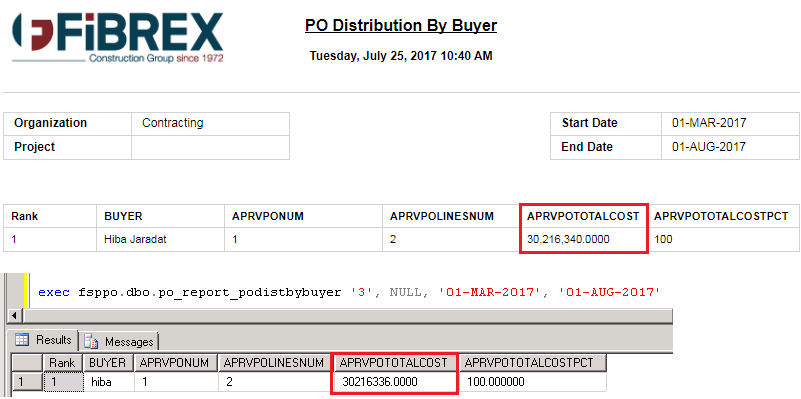 FiBREX
Construction Group since 1972
PO Distribution By Buyer
Tuesday, July 25, 2017 10:40 AM
Organization Contracting
Project
Start Date 01-MAR-2017
End Date 01-AUG-2017
Rank BUYER APRVPONUM APRVPOLINESNUM APRVPOTOTALCOST APRVPOTOTALCOSTPCT
1 Hiba Jaradat 1 2 30,216,340.0000 100
exec fsppo.dbo.po_report_podistbybuyer '3', NULL, '01-MAR-2017', '01-AUG-2017'
Results Messages
Rank BUYER APRVPONUM APRVPOLINESNUM APRVPOTOTALCOST APRVPOTOTALCOSTPCT
1 1 hiba 1 2 30216336.0000 100.000000